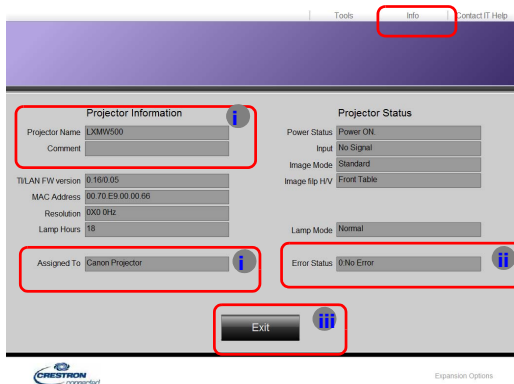 Tools Info Contact IT Help
Projector Information
i
Projector Name LXMW500
Comment
TI/LAN FW version 0.16/0.05
MAC Address 00.70.E9.00.00.66
Resolution 0X0 0Hz
Lamp Hours 18
Assigned To Canon Projector
i
Projector Status
Power Status Power ON.
Input No Signal
Image Mode Standard
Image filp H/V Front Table
Lamp Mode Normal
Error Status 0:No Error
ii
Exit
iii
CRESTRON
connected
Expansion Options